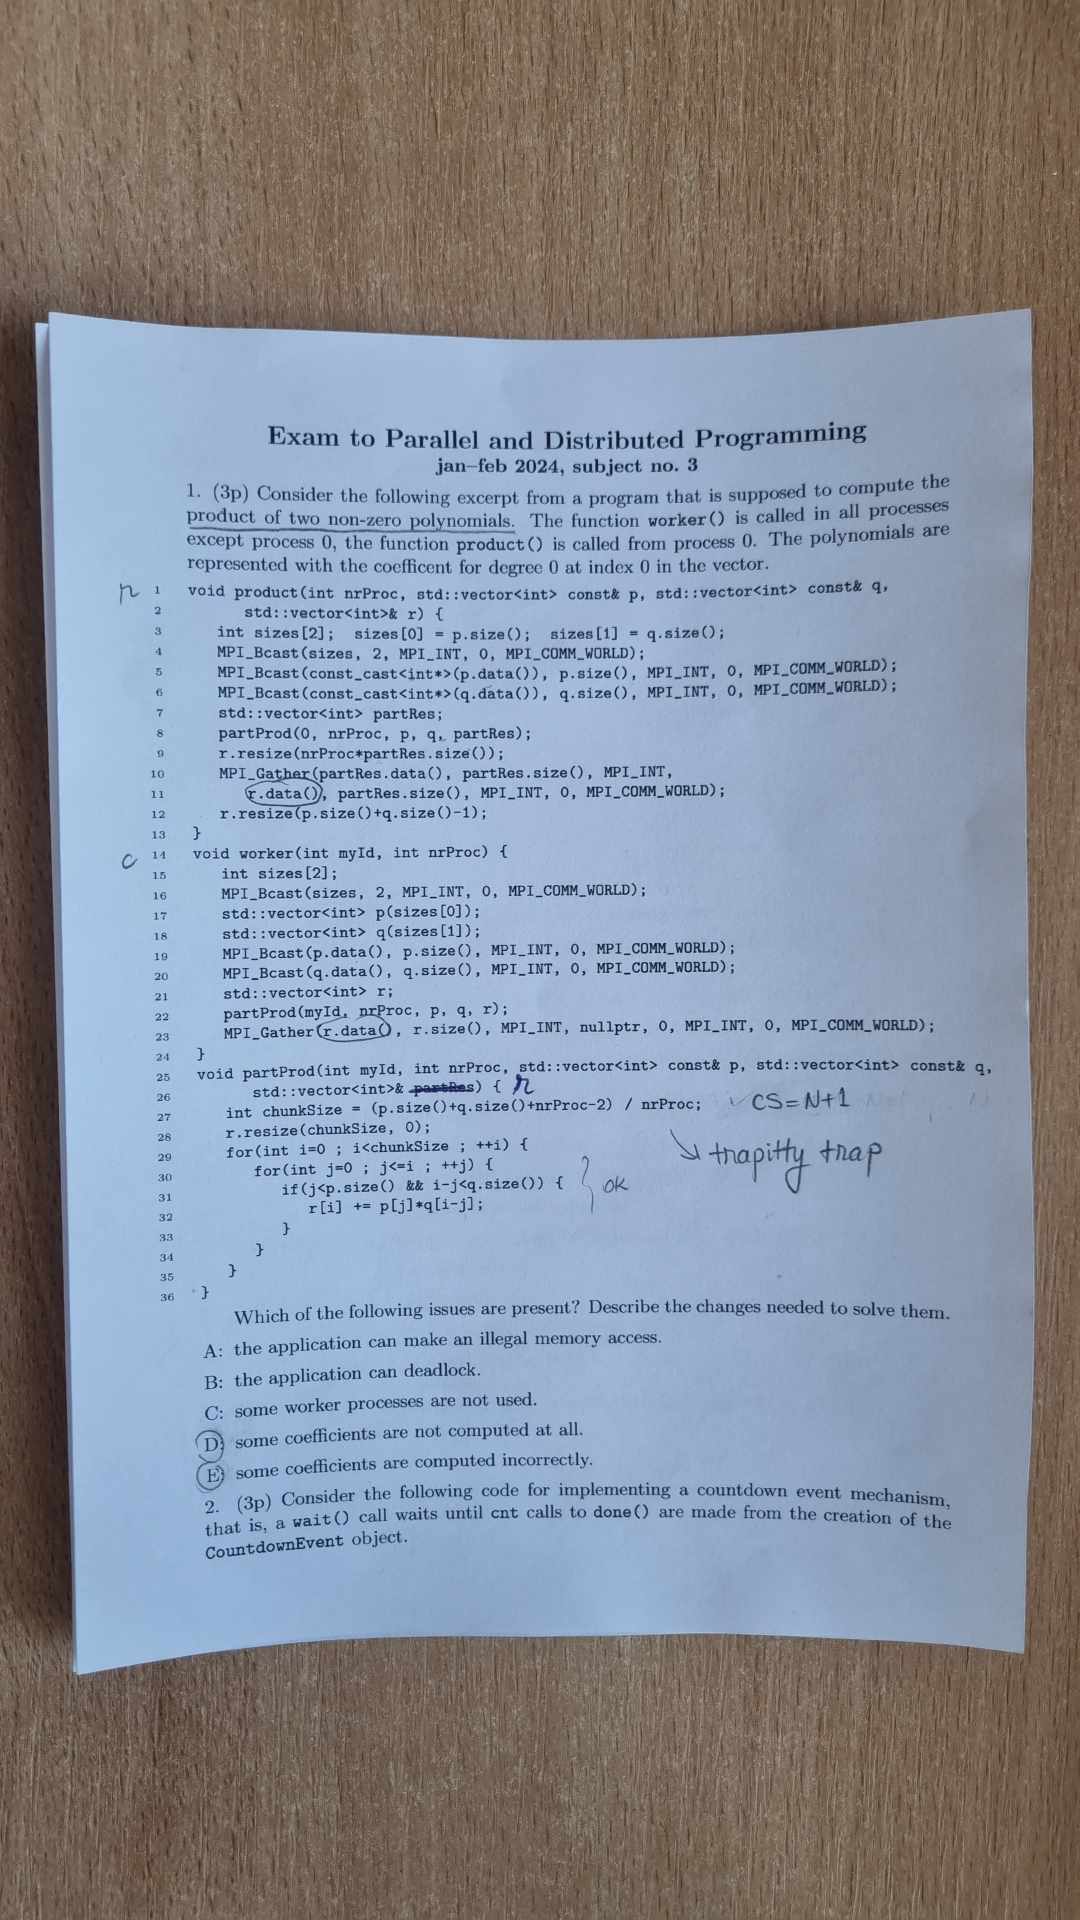 Exam to Parallel and Distributed Programming
jan–feb 2024, subject no. 3
1. (3p) Consider the following excerpt from a program that is supposed to compute the
product of two non-zero polynomials. The function worker() is called in all processes
except process 0, the function product() is called from process 0. The polynomials are
represented with the coefficent for degree 0 at index 0 in the vector.
r 1 void product(int nrProc, std::vector<int> const& p, std::vector<int> const& q,
2 std::vector<int>& r) {
3 int sizes[2]; sizes[0] = p.size(); sizes[1] = q.size();
4 MPI_Bcast(sizes, 2, MPI_INT, 0, MPI_COMM_WORLD);
5 MPI_Bcast(const_cast<int*>(p.data()), p.size(), MPI_INT, 0, MPI_COMM_WORLD);
6 MPI_Bcast(const_cast<int*>(q.data()), q.size(), MPI_INT, 0, MPI_COMM_WORLD);
7 std::vector<int> partRes;
8 partProd(0, nrProc, p, q, partRes);
9 r.resize(nrProc*partRes.size());
10 MPI_Gather(partRes.data(), partRes.size(), MPI_INT,
11 r.data(), partRes.size(), MPI_INT, 0, MPI_COMM_WORLD);
12 r.resize(p.size()+q.size()-1);
13 }
c 14 void worker(int myId, int nrProc) {
15 int sizes[2];
16 MPI_Bcast(sizes, 2, MPI_INT, 0, MPI_COMM_WORLD);
17 std::vector<int> p(sizes[0]);
18 std::vector<int> q(sizes[1]);
19 MPI_Bcast(p.data(), p.size(), MPI_INT, 0, MPI_COMM_WORLD);
20 MPI_Bcast(q.data(), q.size(), MPI_INT, 0, MPI_COMM_WORLD);
21 std::vector<int> r;
22 partProd(myId, nrProc, p, q, r);
23 MPI_Gather(r.data(), r.size(), MPI_INT, nullptr, 0, MPI_INT, 0, MPI_COMM_WORLD);
24 }
25 void partProd(int myId, int nrProc, std::vector<int> const& p, std::vector<int> const& q,
26 std::vector<int>& partRes) { r
27 int chunkSize = (p.size()+q.size()+nrProc-2) / nrProc; CS=N+1
28 r.resize(chunkSize, 0);
29 for(int i=0 ; i<chunkSize ; ++i) { trapitty trap
30 for(int j=0 ; j<=i ; ++j) {
31 if(j<p.size() && i-j<q.size()) { OK
32 r[i] += p[j]*q[i-j];
33 }
34 }
35 }
36 }
Which of the following issues are present? Describe the changes needed to solve them.
A: the application can make an illegal memory access.
B: the application can deadlock.
C: some worker processes are not used.
D: some coefficients are not computed at all.
E: some coefficients are computed incorrectly.
2. (3p) Consider the following code for implementing a countdown event mechanism,
that is, a wait() call waits until cnt calls to done() are made from the creation of the
CountdownEvent object.